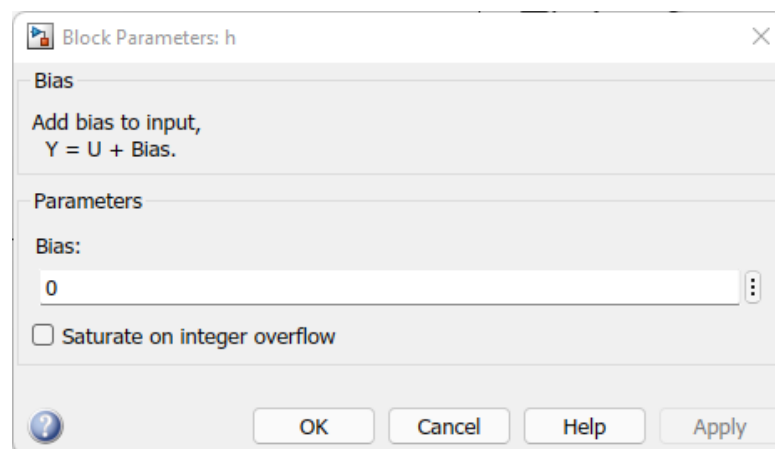 Block Parameters: h
Bias
Add bias to input,
Y = U + Bias.
Parameters
Bias:
0
Saturate on integer overflow
OK Cancel Help Apply